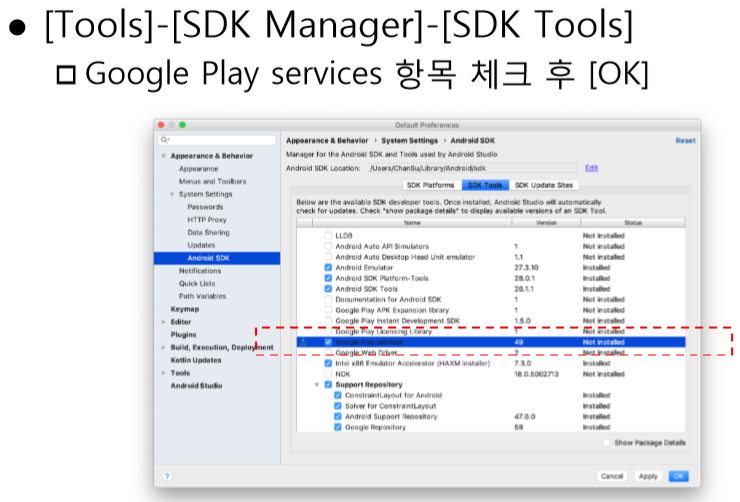 ● [Tools]-[SDK Manager]-[SDK Tools]
Google Play services 항목 체크 후 [OK]
Default Preferences
Appearance & Behavior › System Settings › Android SDK Reset
Manager for the Android SDK and Tools used by Android Studio
Android SDK Location: /Users/ChanSu/Library/Android/sdk Edit
SDK Platforms SDK Tools SDK Update Sites
Below are the available SDK developer tools. Once installed, Android Studio will automatically
check for updates. Check "show package details" to display available versions of an SDK Tool.
Name Version Status
LLDB Not installed
Android Auto API Simulators 1 Not installed
Android Auto Desktop Head Unit emulator 1.1 Not installed
Android Emulator 27.3.10 Installed
Android SDK Platform-Tools 28.0.1 Installed
Android SDK Tools 26.1.1 Installed
Documentation for Android SDK 1 Not installed
Google Play APK Expansion library 1 Not installed
Google Play Instant Development SDK 1.5.0 Not installed
Google Play Licensing Library 1 Not installed
Google Play services 49 Not installed
Google Web Driver 2 Not installed
Intel x86 Emulator Accelerator (HAXM installer) 7.3.0 Installed
NDK 18.0.5002713 Not installed
Support Repository
ConstraintLayout for Android Installed
Solver for ConstraintLayout Installed
Android Support Repository 47.0.0 Installed
Google Repository 58 Installed
Show Package Details
Appearance & Behavior
Appearance
Menus and Toolbars
System Settings
Passwords
HTTP Proxy
Data Sharing
Updates
Android SDK
Notifications
Quick Lists
Path Variables
Keymap
Editor
Plugins
Build, Execution, Deployment
Kotlin Updates
Tools
Android Studio
? Cancel Apply OK